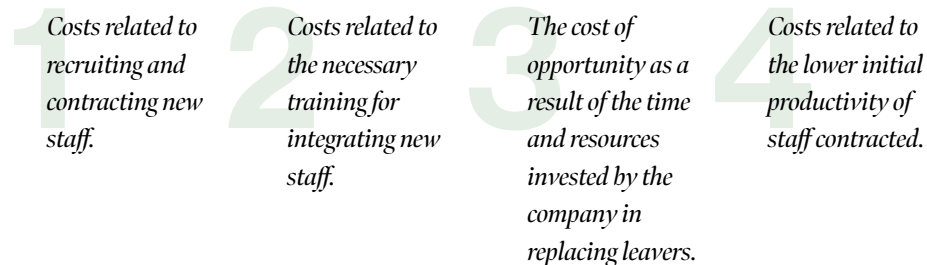 1
Costs related to
recruiting and
contracting new
staff.
2
Costs related to
the necessary
training for
integrating new
staff.
3
The cost of
opportunity as a
result of the time
and resources
invested by the
company in
replacing leavers.
4
Costs related to
the lower initial
productivity of
staff contracted.